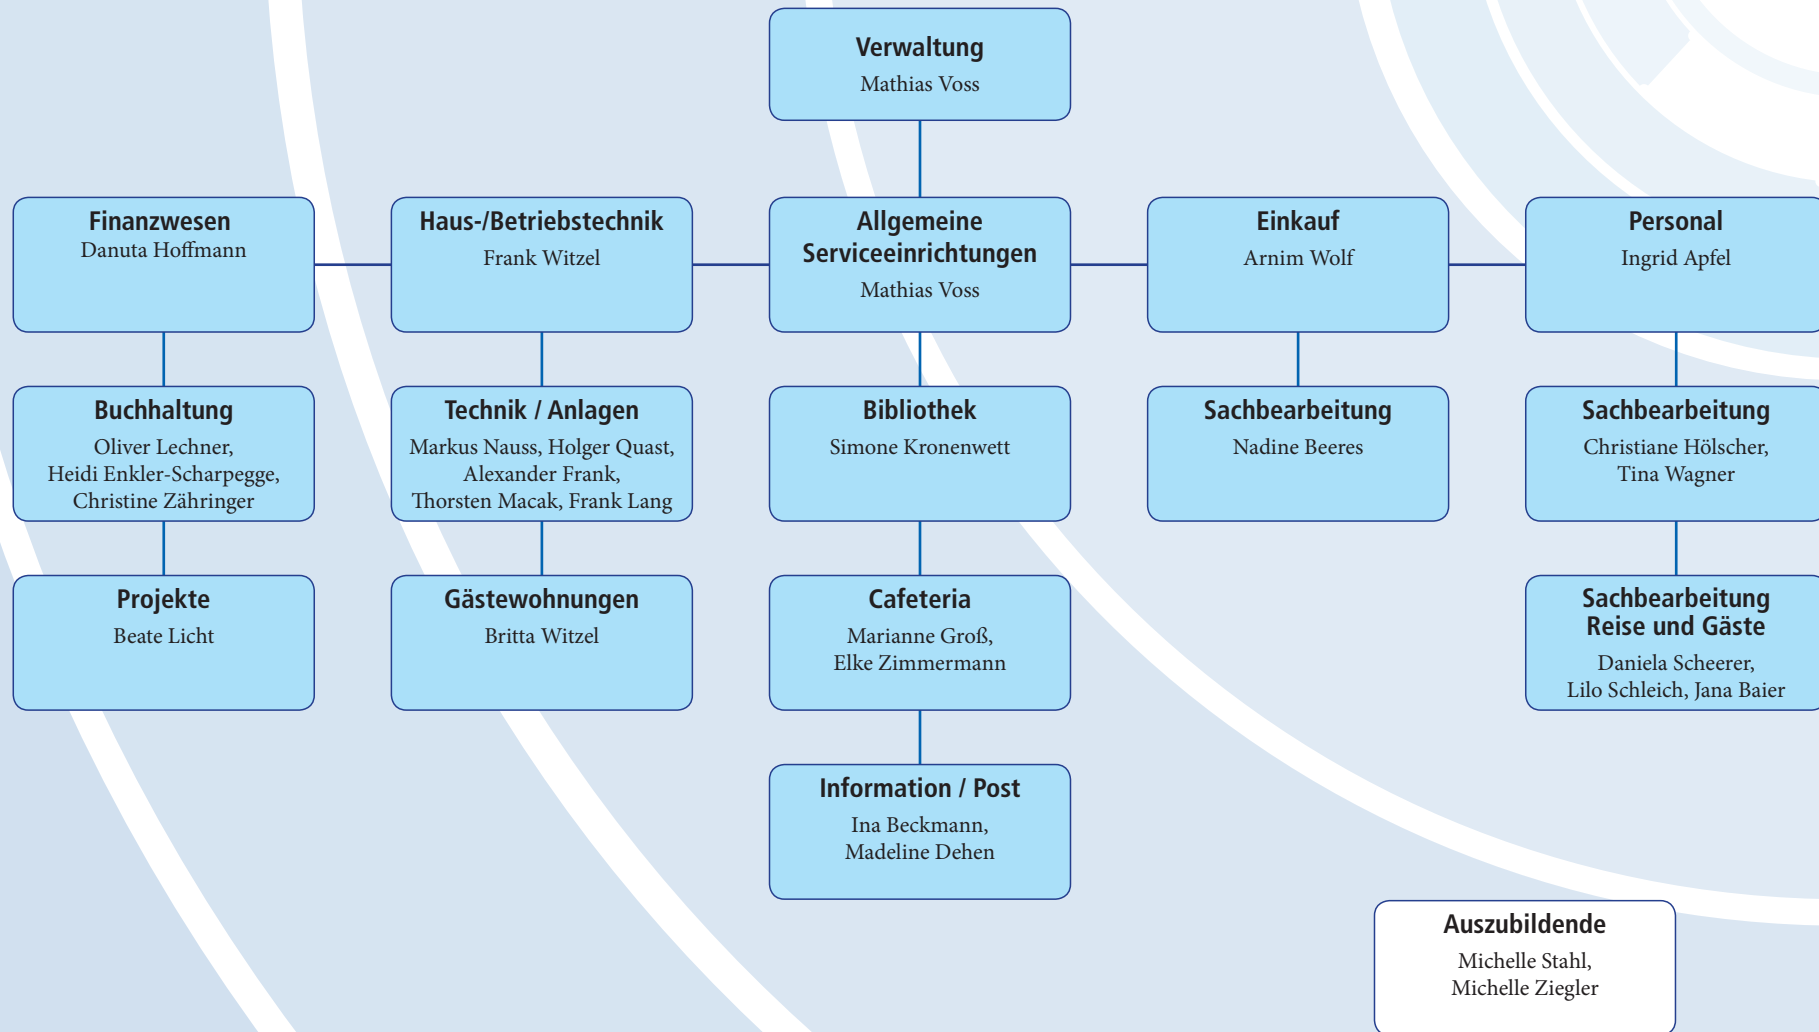 Verwaltung
Mathias Voss
Finanzwesen
Danuta Hoffmann
Haus-/Betriebstechnik
Frank Witzel
Allgemeine
Serviceeinrichtungen
Mathias Voss
Einkauf
Arnim Wolf
Personal
Ingrid Apfel
Buchhaltung
Oliver Lechner,
Heidi Enkler-Scharpegge,
Christine Zähringer
Technik / Anlagen
Markus Nauss, Holger Quast,
Alexander Frank,
Thorsten Macak, Frank Lang
Bibliothek
Simone Kronenwett
Sachbearbeitung
Nadine Beeres
Sachbearbeitung
Christiane Hölscher,
Tina Wagner
Projekte
Beate Licht
Gästewohnungen
Britta Witzel
Cafeteria
Marianne Groß,
Elke Zimmermann
Sachbearbeitung
Reise und Gäste
Daniela Scheerer,
Lilo Schleich, Jana Baier
Information / Post
Ina Beckmann,
Madeline Dehen
Auszubildende
Michelle Stahl,
Michelle Ziegler